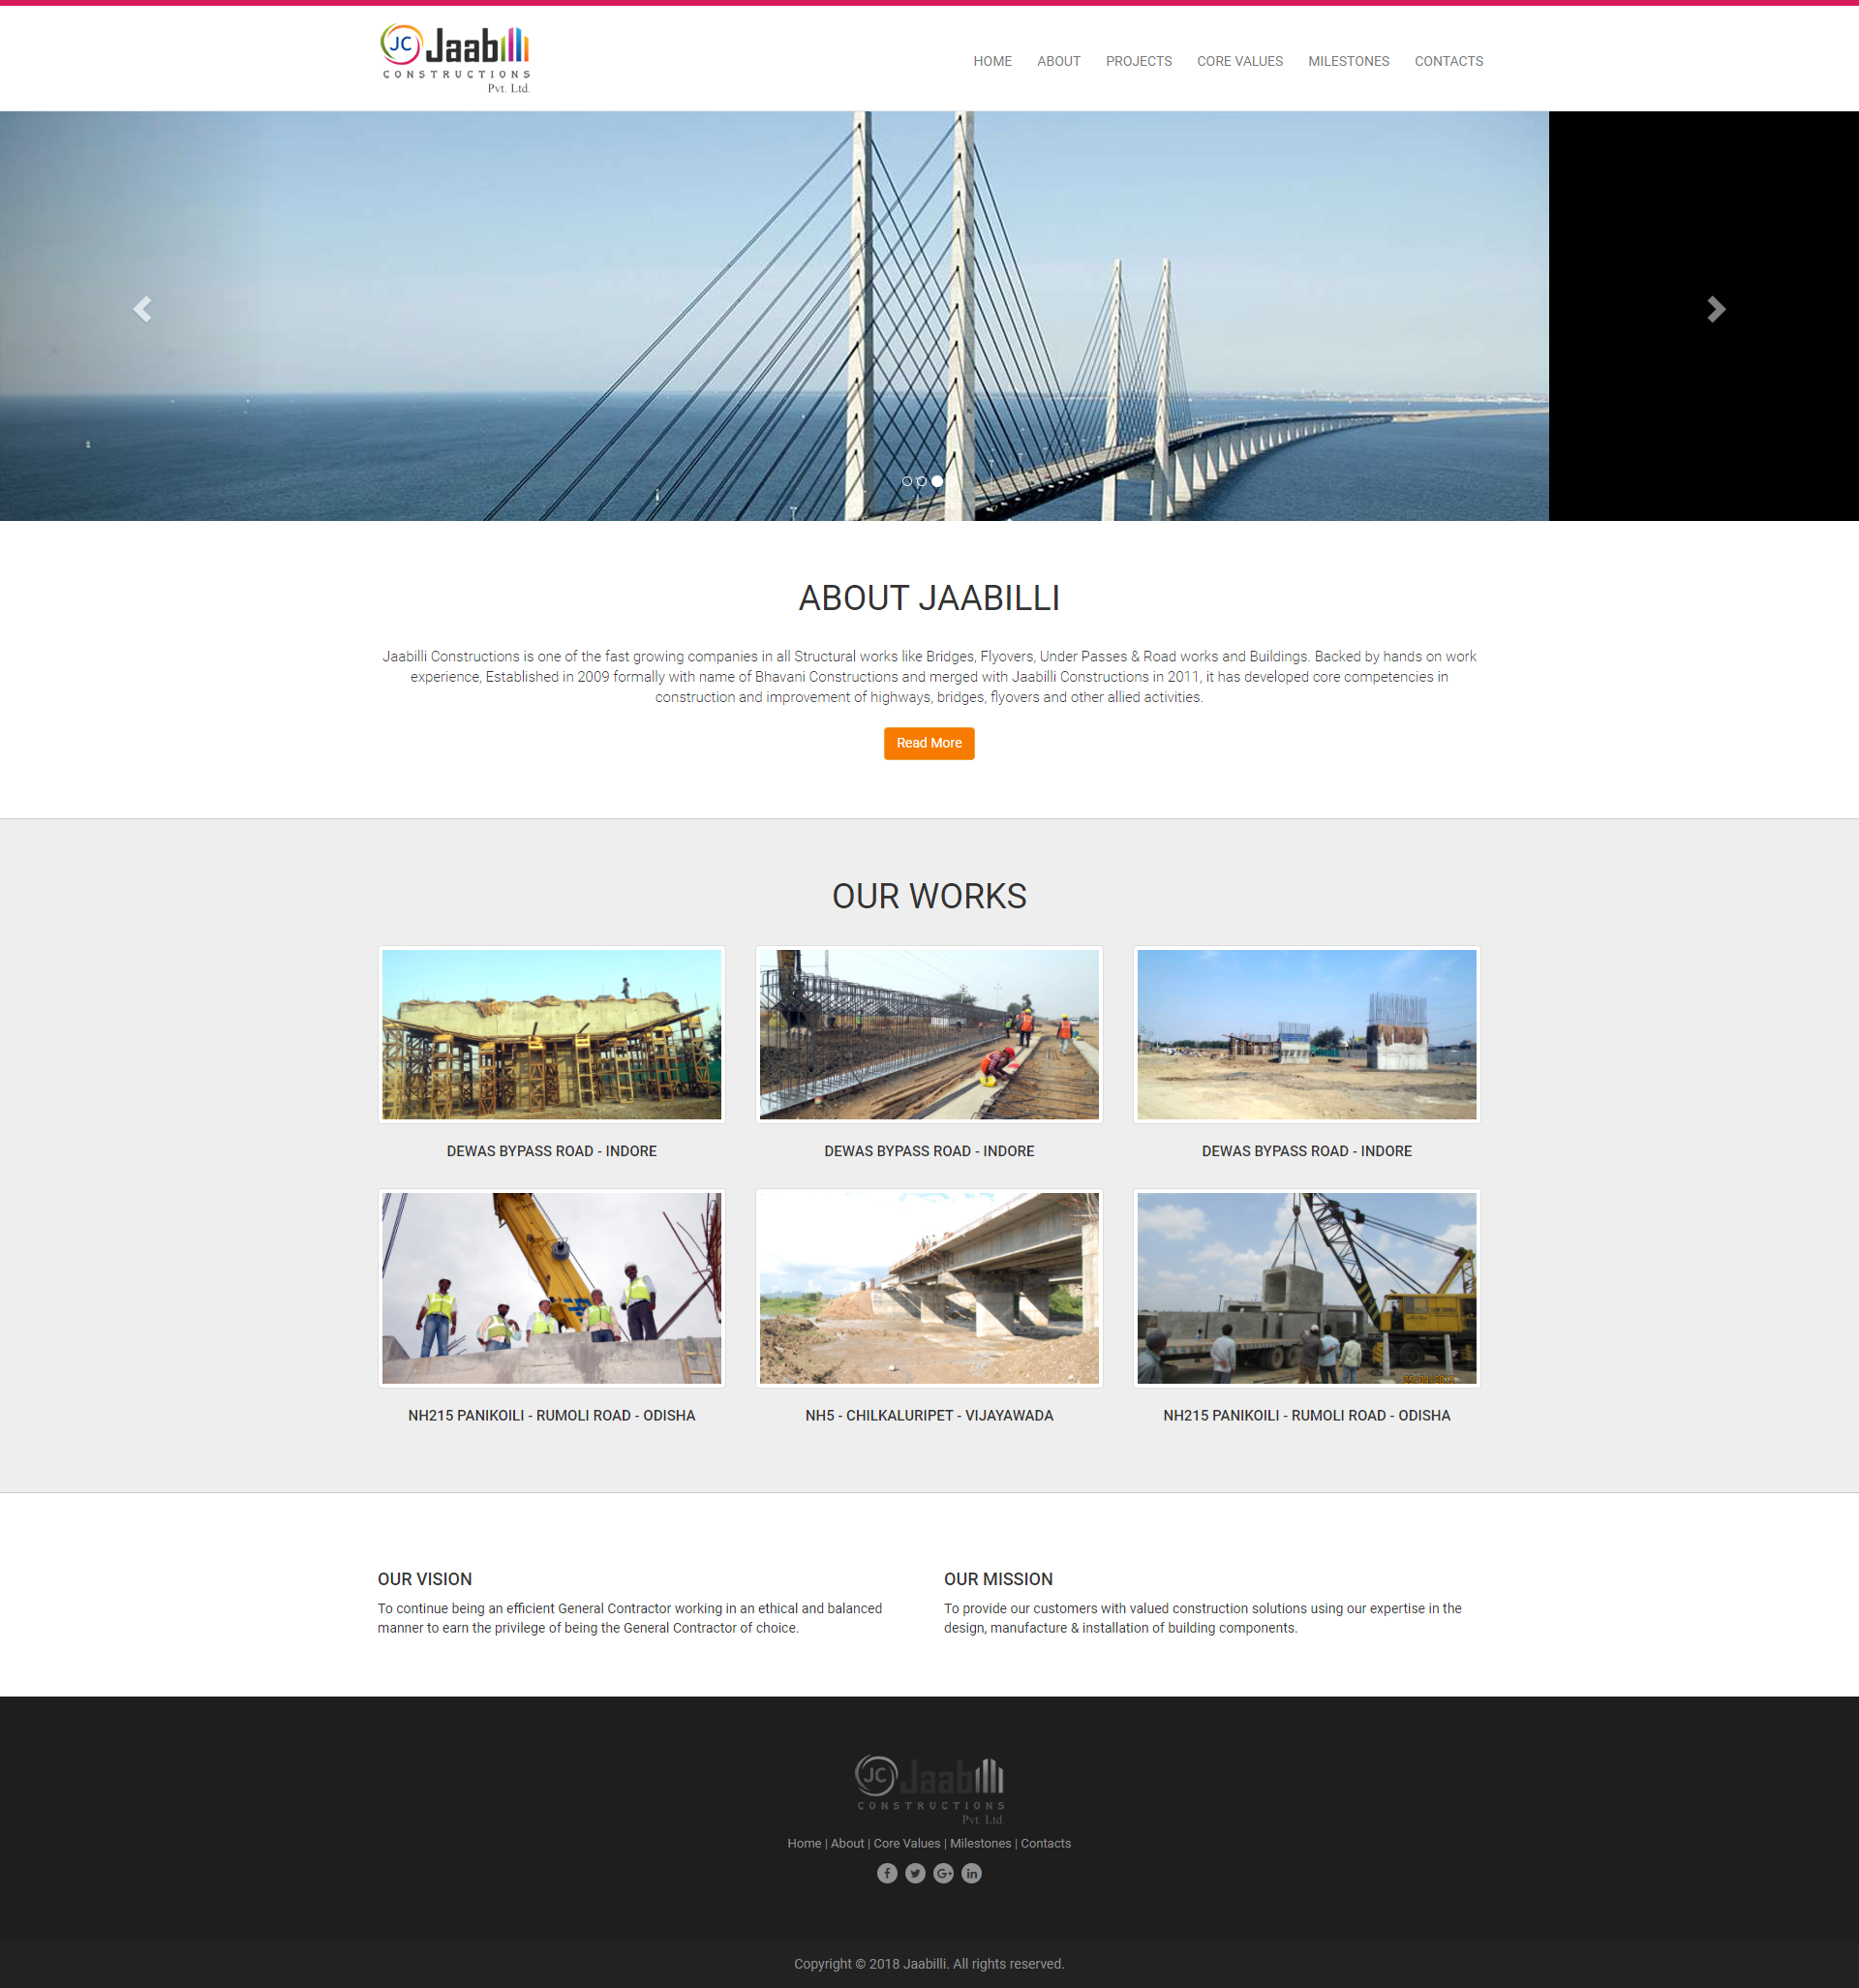 JC Jaabilli
CONSTRUCTIONS
Pvt. Ltd.
HOME ABOUT PROJECTS CORE VALUES MILESTONES CONTACTS
ABOUT JAABILLI
Jaabilli Constructions is one of the fast growing companies in all Structural works like Bridges, Flyovers, Under Passes & Road works and Buildings. Backed by hands on work
experience, Established in 2009 formally with name of Bhavani Constructions and merged with Jaabilli Constructions in 2011, it has developed core competencies in
construction and improvement of highways, bridges, flyovers and other allied activities.
Read More
OUR WORKS
DEWAS BYPASS ROAD - INDORE
DEWAS BYPASS ROAD - INDORE
DEWAS BYPASS ROAD - INDORE
NH215 PANIKOILI - RUMOLI ROAD - ODISHA
NH5 - CHILKALURIPET - VIJAYAWADA
NH215 PANIKOILI - RUMOLI ROAD - ODISHA
OUR VISION
To continue being an efficient General Contractor working in an ethical and balanced
manner to earn the privilege of being the General Contractor of choice.
OUR MISSION
To provide our customers with valued construction solutions using our expertise in the
design, manufacture & installation of building components.
JC Jaabilli
CONSTRUCTIONS
Pvt. Ltd.
Home | About | Core Values | Milestones | Contacts
Copyright © 2018 Jaabilli. All rights reserved.